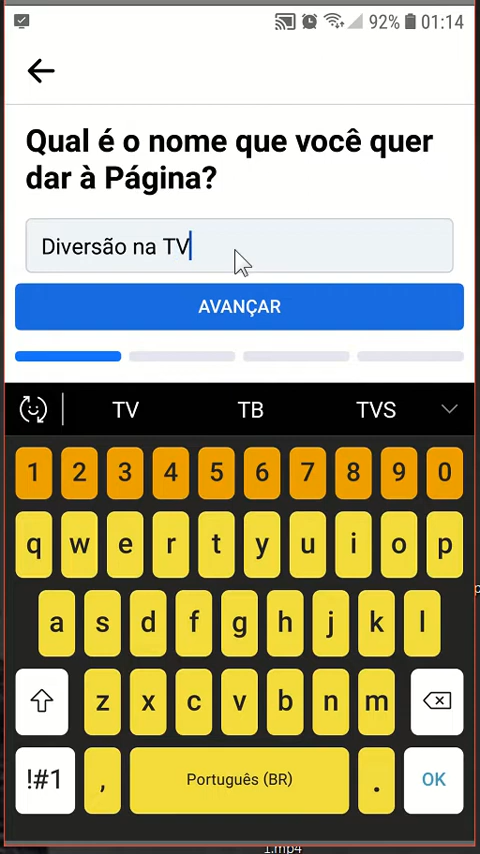 92% 01:14
Qual é o nome que você quer
dar à Página?
Diversão na TV
AVANÇAR
TV TB TVS
1 2 3 4 5 6 7 8 9 0
q w e r t y u i o p
a s d f g h j k l
z x c v b n m
!#1 , Português (BR) . OK
1.mp4